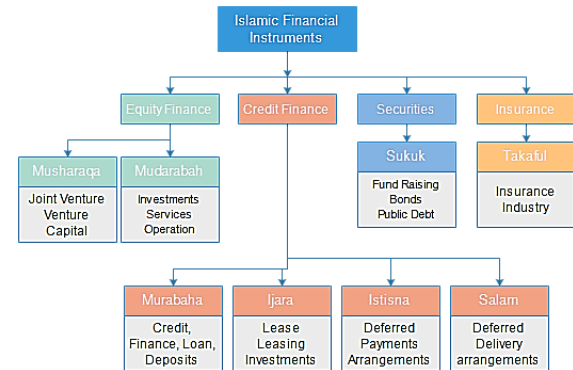 Islamic Financial
Instruments
Equity Finance
Credit Finance
Securities
Insurance
Musharaqa
Joint Venture
Venture
Capital
Mudarabah
Investments
Services
Operation
Sukuk
Fund Raising
Bonds
Public Debt
Takaful
Insurance
Industry
Murabaha
Credit,
Finance, Loan,
Deposits
Ijara
Lease
Leasing
Investments
Istisna
Deferred
Payments
Arrangements
Salam
Deferred
Delivery
arrangements